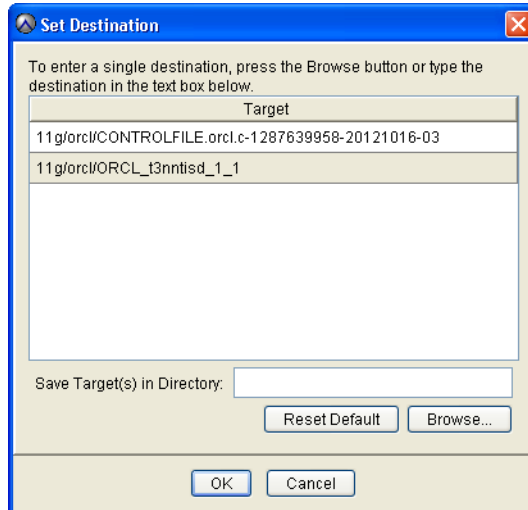 Set Destination
To enter a single destination, press the Browse button or type the
destination in the text box below.
Target
11g/orcl/CONTROLFILE.orcl.c-1287639958-20121016-03
11g/orcl/ORCL_t3nntisd_1_1
Save Target(s) in Directory:
Reset Default Browse...
OK Cancel